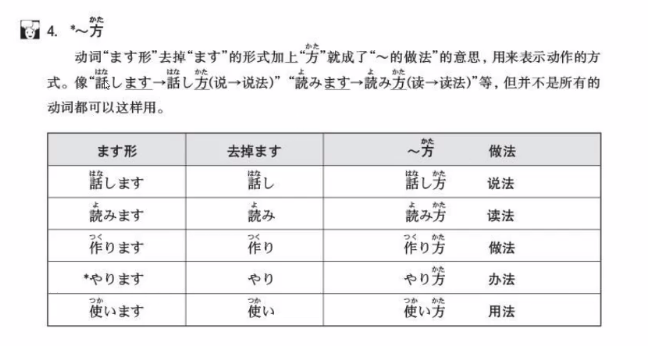 4. *～方
动词“ます形”去掉“ます”的形式加上“方”就成了“～的做法”的意思，用来表示动作的方
式。像“話します→話し方(说→说法)”“読みます→読み方(读→读法)”等，但并不是所有的
动词都可以这样用。
ます形 去掉ます ～方 做法
話します 話し 話し方 说法
読みます 読み 読み方 读法
作ります 作り 作り方 做法
*やります やり やり方 办法
使います 使い 使い方 用法